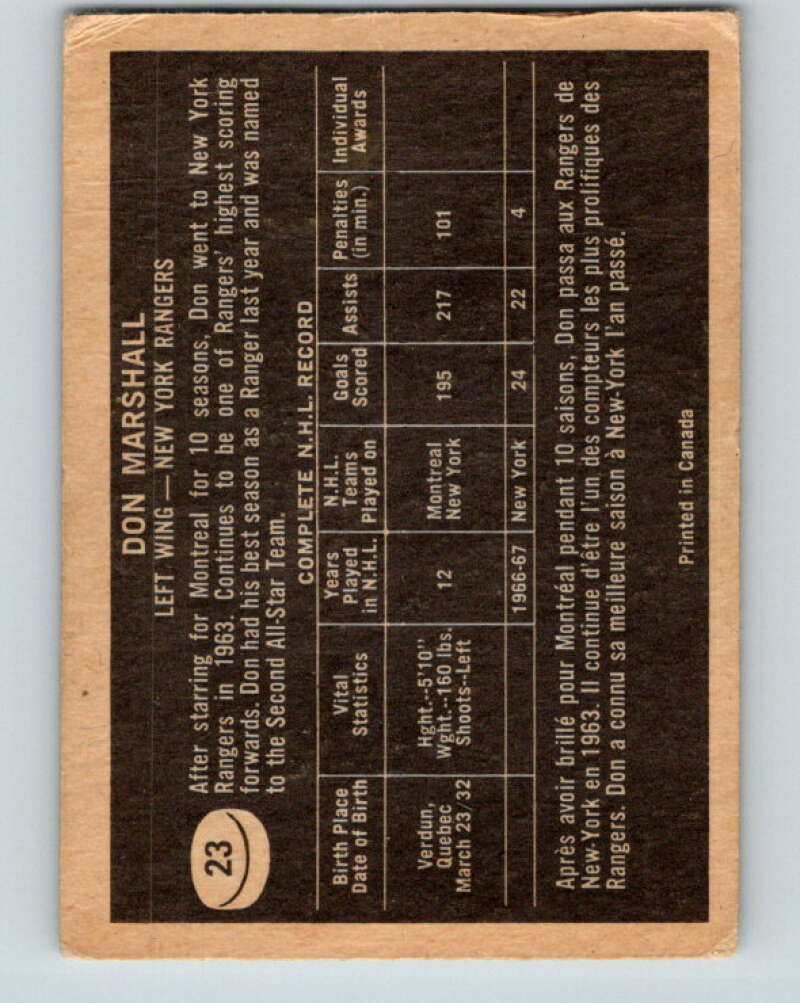 DON MARSHALL
LEFT WING — NEW YORK RANGERS
23
After starring for Montreal for 10 seasons, Don went to New York
Rangers in 1963. Continues to be one of Rangers' highest scoring
forwards. Don had his best season as a Ranger last year and was named
to the Second All-Star Team.
COMPLETE N.H.L. RECORD
Birth Place
Date of Birth
Vital
Statistics
Years
Played
in N.H.L.
N.H.L.
Teams
Played on
Goals
Scored
Assists
Penalties
(in min.)
Individual
Awards
Verdun,
Quebec
March 23/32
Hght.--5'10"
Wght.--160 lbs.
Shoots--Left
12
Montreal
New York
195
217
101
1966-67
New York
24
22
4
Après avoir brillé pour Montréal pendant 10 saisons, Don passa aux Rangers de
New-York en 1963. Il continue d'être l'un des compteurs les plus prolifiques des
Rangers. Don a connu sa meilleure saison à New-York l'an passé.
Printed in Canada